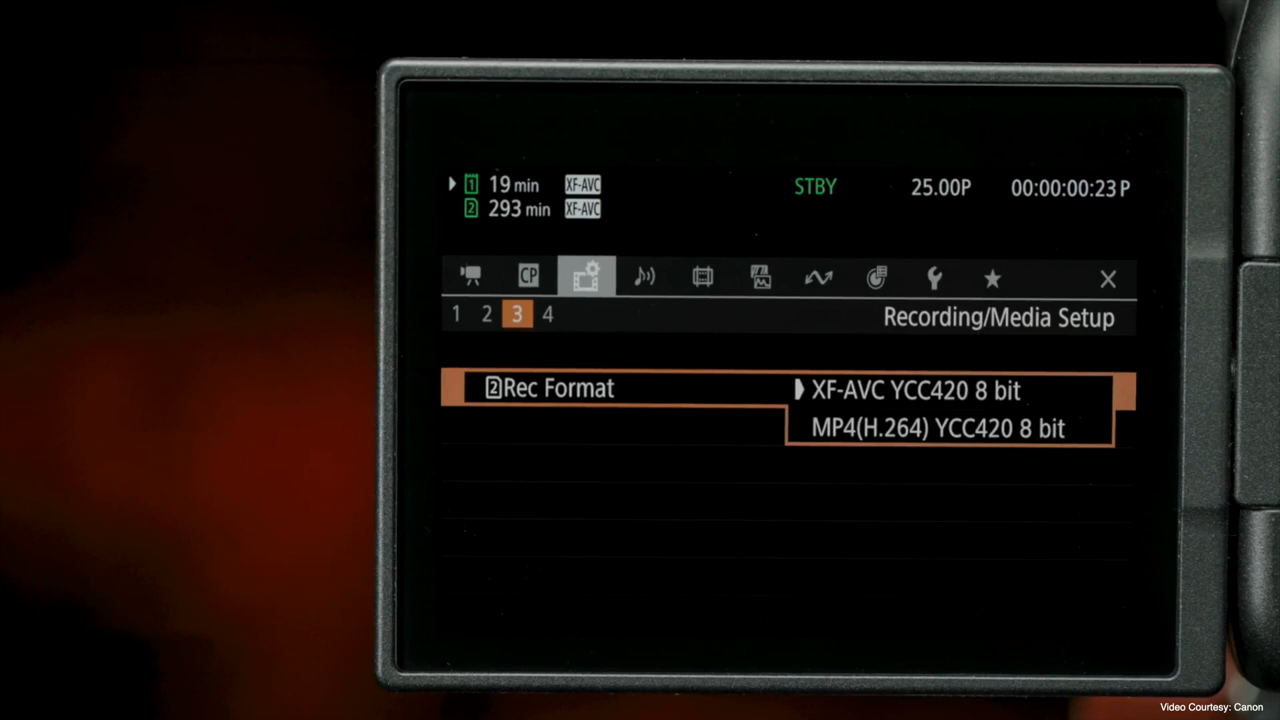 1 19 min XF-AVC STBY 25.00P 00:00:00:23 P
2 293 min XF-AVC
CP X
1 2 3 4 Recording/Media Setup
2 Rec Format XF-AVC YCC420 8 bit
MP4(H.264) YCC420 8 bit
Video Courtesy: Canon